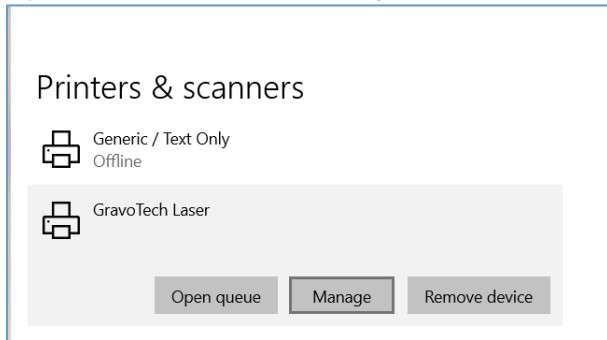 Printers & scanners
Generic / Text Only
Offline
GravoTech Laser
Open queue Manage Remove device